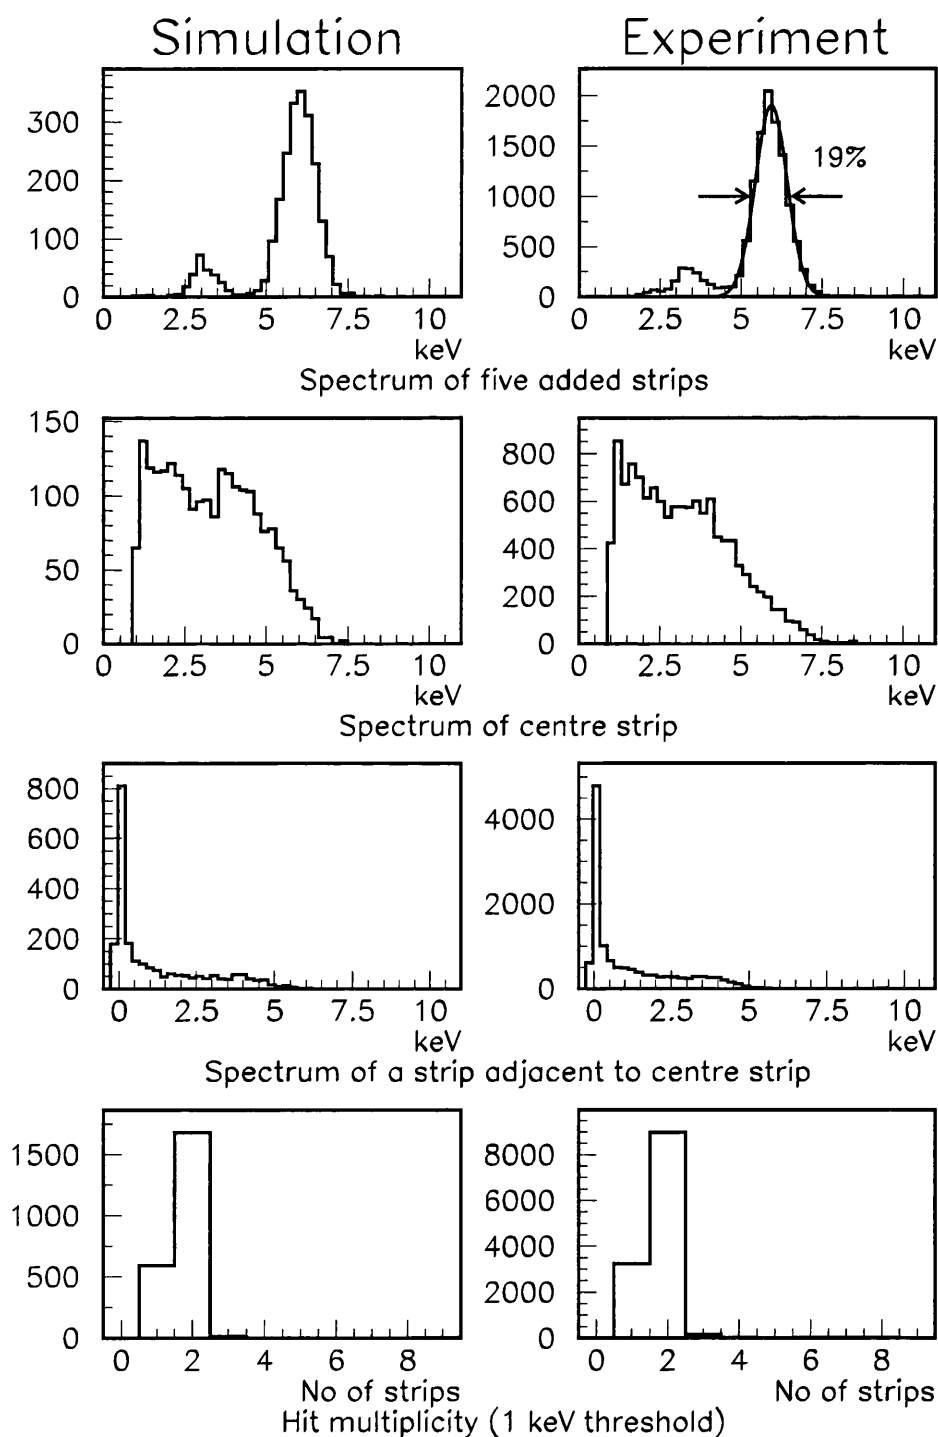 Simulation Experiment
300
200
100
0
0 2.5 5 7.5 10
keV
2000
1500
1000
500
0
19%
0 2.5 5 7.5 10
keV
Spectrum of five added strips
150
100
50
0
0 2.5 5 7.5 10
keV
800
600
400
200
0
0 2.5 5 7.5 10
keV
Spectrum of centre strip
800
600
400
200
0
0 2.5 5 7.5 10
keV
4000
2000
0
0 2.5 5 7.5 10
keV
Spectrum of a strip adjacent to centre strip
1500
1000
500
0
0 2 4 6 8
No of strips
8000
6000
4000
2000
0
0 2 4 6 8
No of strips
Hit multiplicity (1 keV threshold)